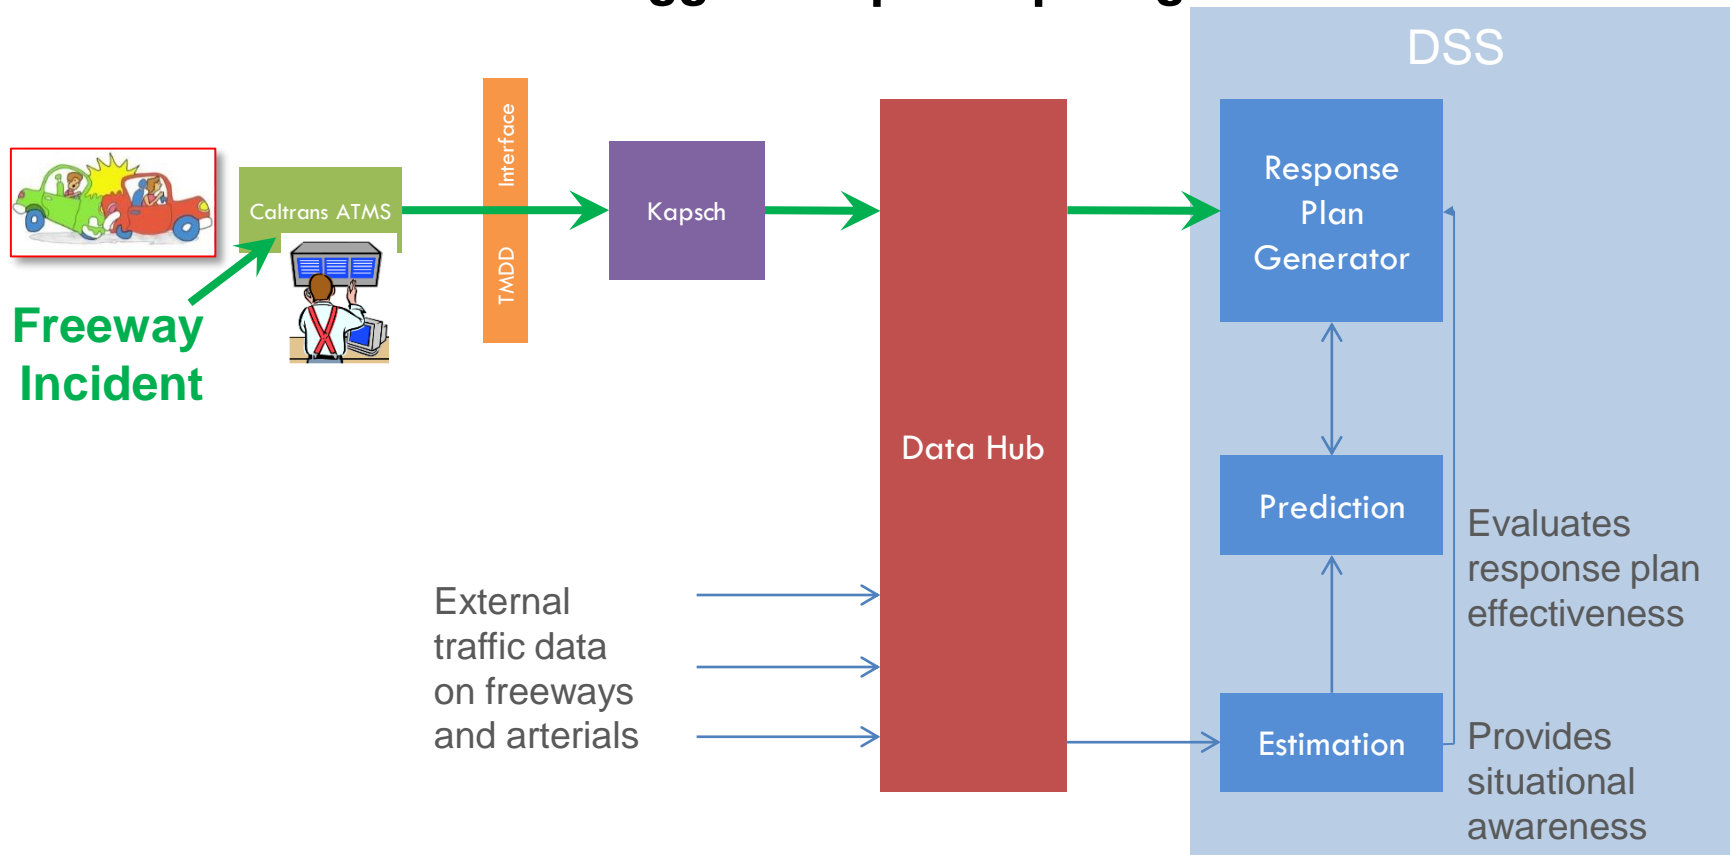 DSS
Interface
TMDD
Caltrans ATMS
Kapsch
Response
Plan
Generator
Freeway
Incident
Data Hub
Prediction
Evaluates
response plan
effectiveness
External
traffic data
on freeways
and arterials
Estimation
Provides
situational
awareness